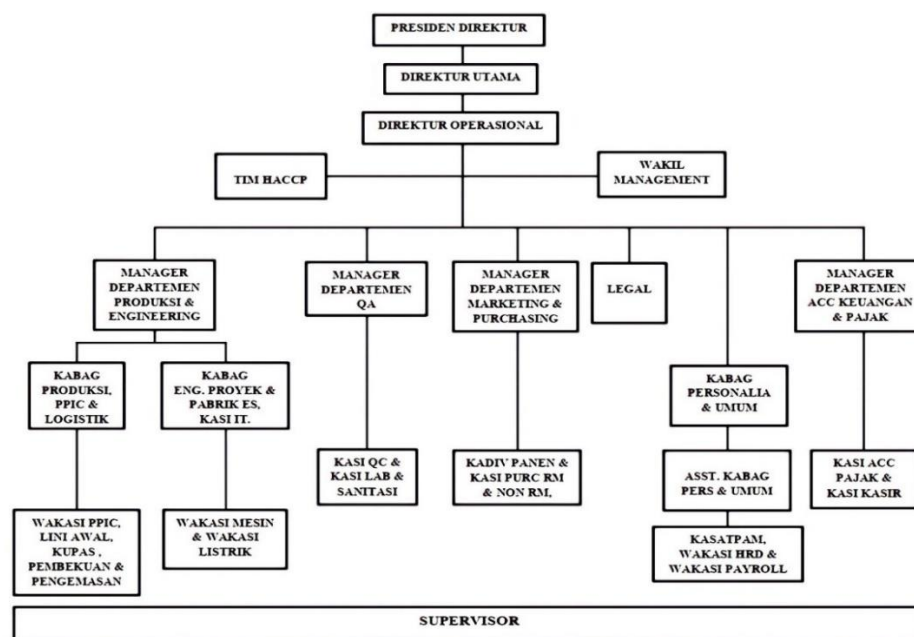 PRESIDEN DIREKTUR
DIREKTUR UTAMA
DIREKTUR OPERASIONAL
TIM HACCP
WAKIL
MANAGEMENT
MANAGER
DEPARTEMEN
PRODUKSI &
ENGINEERING
MANAGER
DEPARTEMEN
QA
MANAGER
DEPARTEMEN
MARKETING &
PURCHASING
LEGAL
MANAGER
DEPARTEMEN
ACC KEUANGAN
& PAJAK
KABAG
PRODUKSI,
PPIC &
LOGISTIK
KABAG
ENG. PROYEK &
PABRIK ES,
KASI IT.
KABAG
PERSONALIA
& UMUM
KASI QC &
KASI LAB &
SANITASI
KADIV PANEN &
KASI PURC RM
& NON RM,
ASST. KABAG
PERS & UMUM
KASI ACC
PAJAK &
KASI KASIR
WAKASI PPIC,
LINI AWAL,
KUPAS ,
PEMBEKUAN &
PENGEMASAN
WAKASI MESIN
& WAKASI
LISTRIK
KASATPAM,
WAKASI HRD &
WAKASI PAYROLL
SUPERVISOR